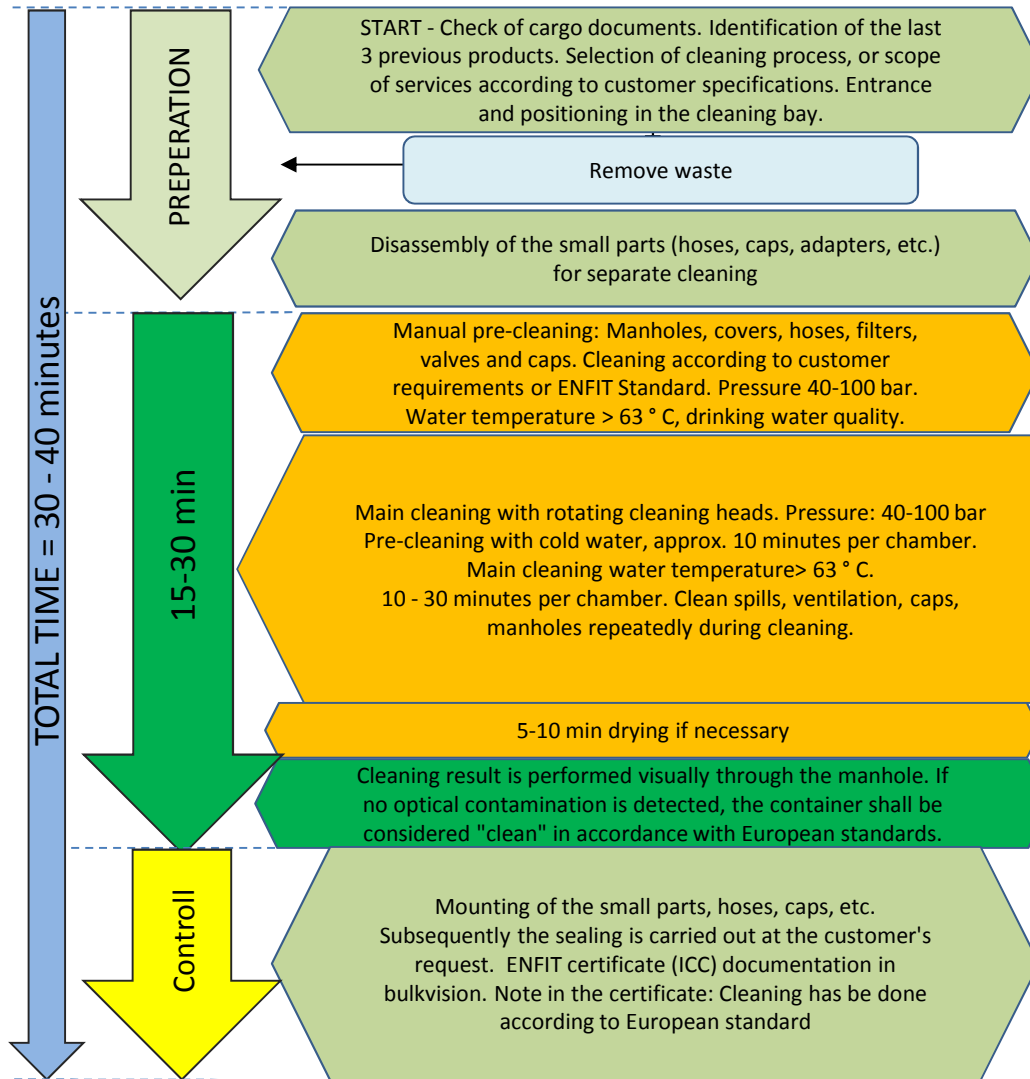 TOTAL TIME = 30 - 40 minutes
PREPERATION
START - Check of cargo documents. Identification of the last
3 previous products. Selection of cleaning process, or scope
of services according to customer specifications. Entrance
and positioning in the cleaning bay.
Remove waste
Disassembly of the small parts (hoses, caps, adapters, etc.)
for separate cleaning
15-30 min
Manual pre-cleaning: Manholes, covers, hoses, filters,
valves and caps. Cleaning according to customer
requirements or ENFIT Standard. Pressure 40-100 bar.
Water temperature > 63 ° C, drinking water quality.
Main cleaning with rotating cleaning heads. Pressure: 40-100 bar
Pre-cleaning with cold water, approx. 10 minutes per chamber.
Main cleaning water temperature> 63 ° C.
10 - 30 minutes per chamber. Clean spills, ventilation, caps,
manholes repeatedly during cleaning.
5-10 min drying if necessary
Cleaning result is performed visually through the manhole. If
no optical contamination is detected, the container shall be
considered "clean" in accordance with European standards.
Controll
Mounting of the small parts, hoses, caps, etc.
Subsequently the sealing is carried out at the customer's
request.  ENFIT certificate (ICC) documentation in
bulkvision. Note in the certificate: Cleaning has be done
according to European standard